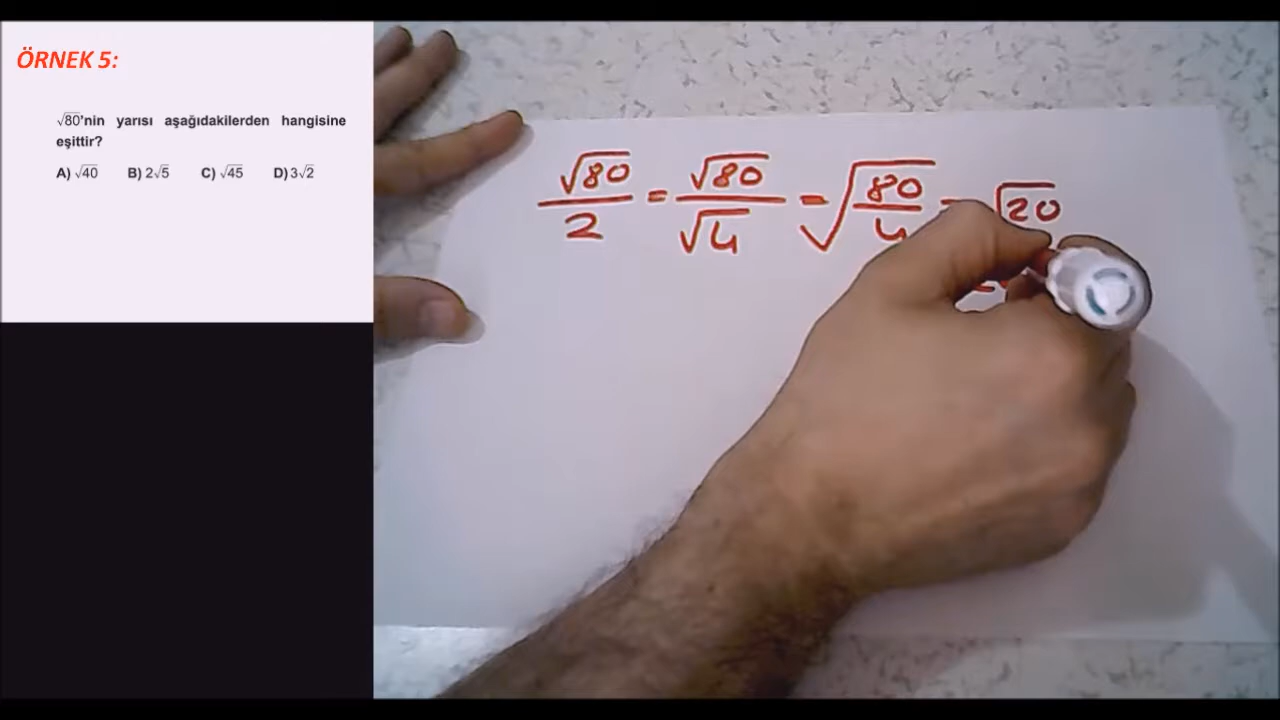 ÖRNEK 5:
√80'nin yarısı aşağıdakilerden hangisine
eşittir?
A) √40 B) 2√5 C) √45 D) 3√2
√80/2 = √80/√4 = √(80/4) = √20